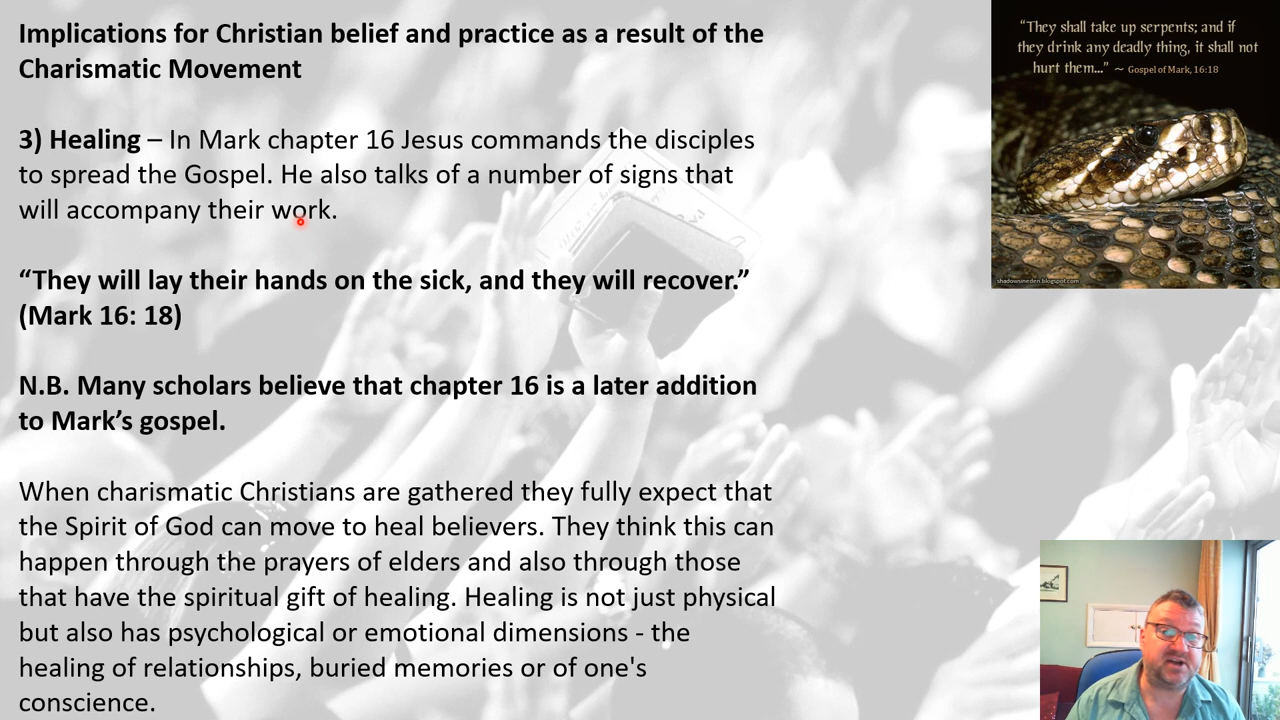 Implications for Christian belief and practice as a result of the
Charismatic Movement
3) Healing – In Mark chapter 16 Jesus commands the disciples
to spread the Gospel. He also talks of a number of signs that
will accompany their work.
“They will lay their hands on the sick, and they will recover.”
(Mark 16: 18)
N.B. Many scholars believe that chapter 16 is a later addition
to Mark’s gospel.
When charismatic Christians are gathered they fully expect that
the Spirit of God can move to heal believers. They think this can
happen through the prayers of elders and also through those
that have the spiritual gift of healing. Healing is not just physical
but also has psychological or emotional dimensions - the
healing of relationships, buried memories or of one's
conscience.
“They shall take up serpents; and if
they drink any deadly thing, it shall not
hurt them...” ~ Gospel of Mark, 16:18
shadowsineden.blogspot.com